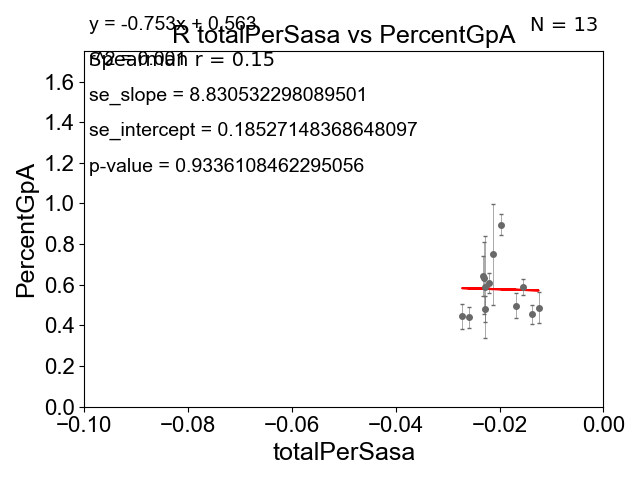 y = -0.753x + 0.563
N = 13
R totalPerSasa vs PercentGpA
Spearman r = 0.15
se_slope = 8.830532298089501
se_intercept = 0.18527148368648097
p-value = 0.9336108462295056
PercentGpA
1.6
1.4
1.2
1.0
0.8
0.6
0.4
0.2
0.0
−0.10
−0.08
−0.06
−0.04
−0.02
0.00
totalPerSasa